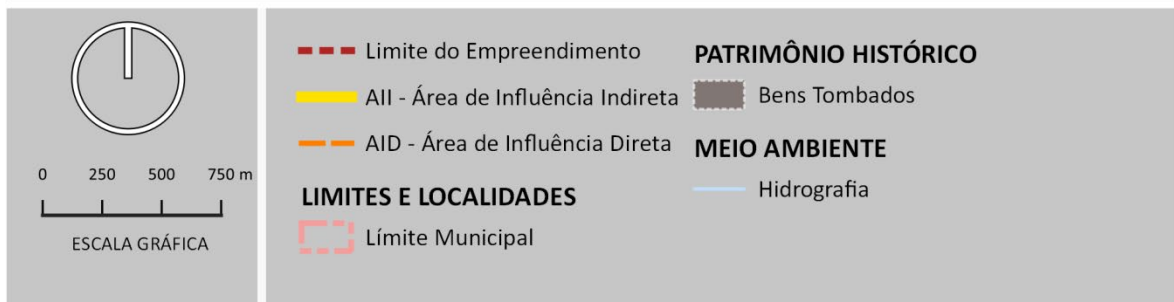 0 250 500 750 m
ESCALA GRÁFICA
Limite do Empreendimento
AII - Área de Influência Indireta
AID - Área de Influência Direta
LIMITES E LOCALIDADES
Límite Municipal
PATRIMÔNIO HISTÓRICO
Bens Tombados
MEIO AMBIENTE
Hidrografia